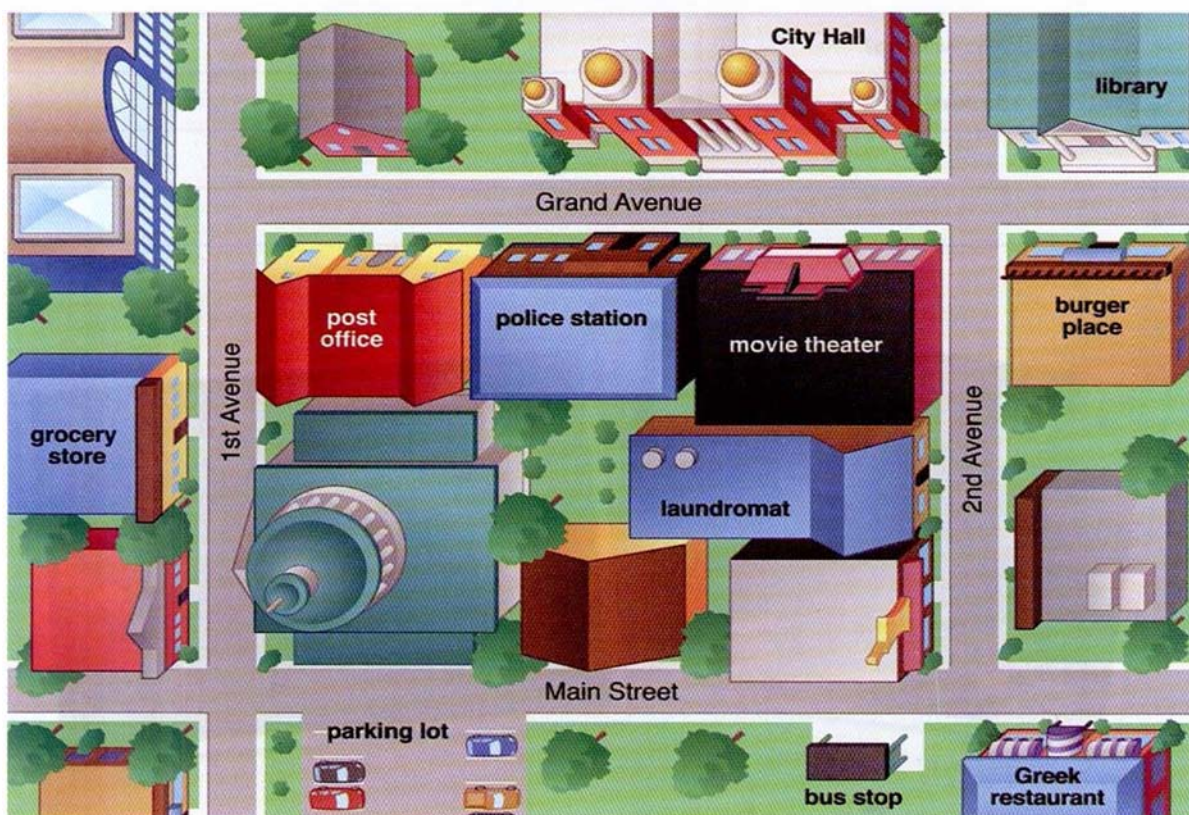 City Hall
library
Grand Avenue
post
office
police station
movie theater
burger
place
1st Avenue
grocery
store
2nd Avenue
laundromat
Main Street
parking lot
bus stop
Greek
restaurant